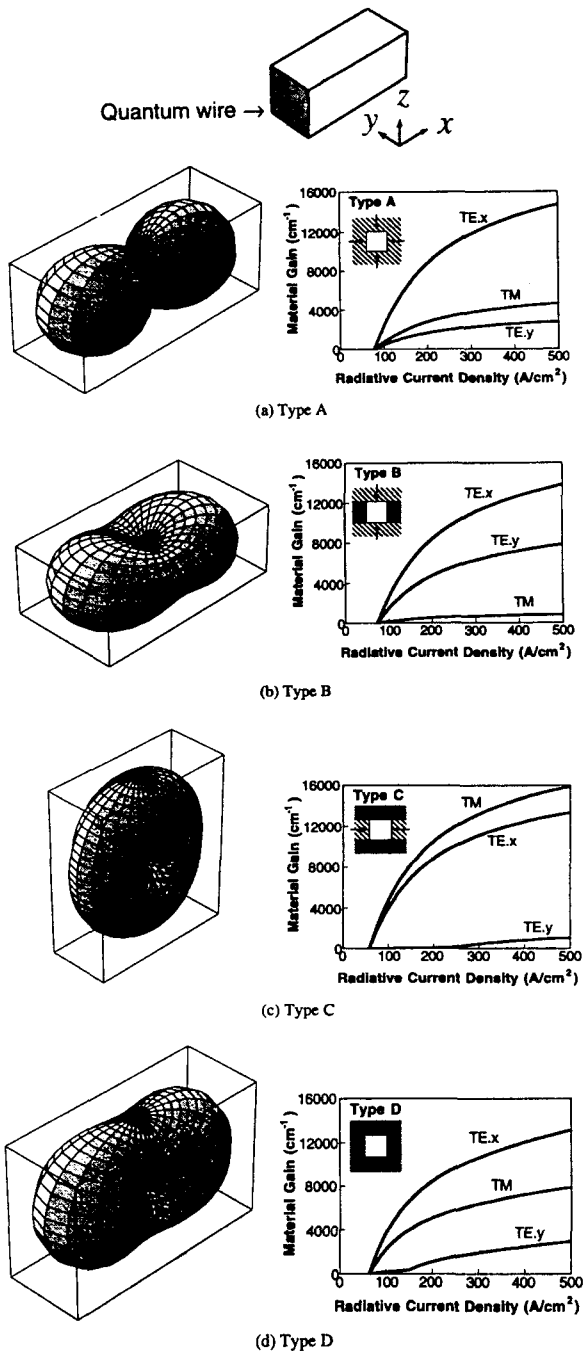 Quantum wire →
z
y
x
Material Gain (cm⁻¹)
16000
12000
8000
4000
0
Type A
TE.x
TM
TE.y
0 100 200 300 400 500
Radiative Current Density (A/cm²)
(a) Type A
Material Gain (cm⁻¹)
16000
12000
8000
4000
0
Type B
TE.x
TE.y
TM
0 100 200 300 400 500
Radiative Current Density (A/cm²)
(b) Type B
Material Gain (cm⁻¹)
16000
12000
8000
4000
0
Type C
TM
TE.x
TE.y
0 100 200 300 400 500
Radiative Current Density (A/cm²)
(c) Type C
Material Gain (cm⁻¹)
16000
12000
8000
4000
0
Type D
TE.x
TM
TE.y
0 100 200 300 400 500
Radiative Current Density (A/cm²)
(d) Type D